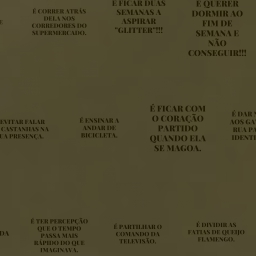 É CORRER ATRÁS
DELA NOS
CORREDORES DO
SUPERMERCADO.
E FICAR DUAS
SEMANAS A
ASPIRAR
"GLITTER"!!!
E QUERER
DORMIR AO
FIM DE
SEMANA E
NÃO
CONSEGUIR!!!
EVITAR FALAR
CASTANHAS NA
PRESENÇA.
É ENSINAR A
ANDAR DE
BICICLETA.
É FICAR COM
O CORAÇÃO
PARTIDO
QUANDO ELA
SE MAGOA.
É DAR
AOS
RUA
É TER PERCEPÇÃO
QUE O TEMPO
PASSA MAIS
RÁPIDO DO QUE
IMAGINAVA.
É PARTILHAR O
COMANDO DA
TELEVISÃO.
É DIVIDIR AS
FATIAS DE QUEIJO
FLAMENGO.